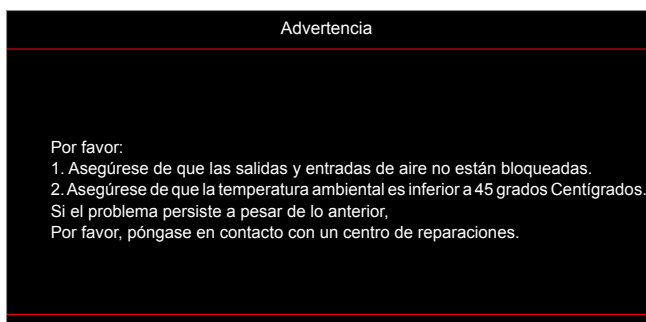 Advertencia
Por favor:
1. Asegúrese de que las salidas y entradas de aire no están bloqueadas.
2. Asegúrese de que la temperatura ambiental es inferior a 45 grados Centígrados.
Si el problema persiste a pesar de lo anterior,
Por favor, póngase en contacto con un centro de reparaciones.